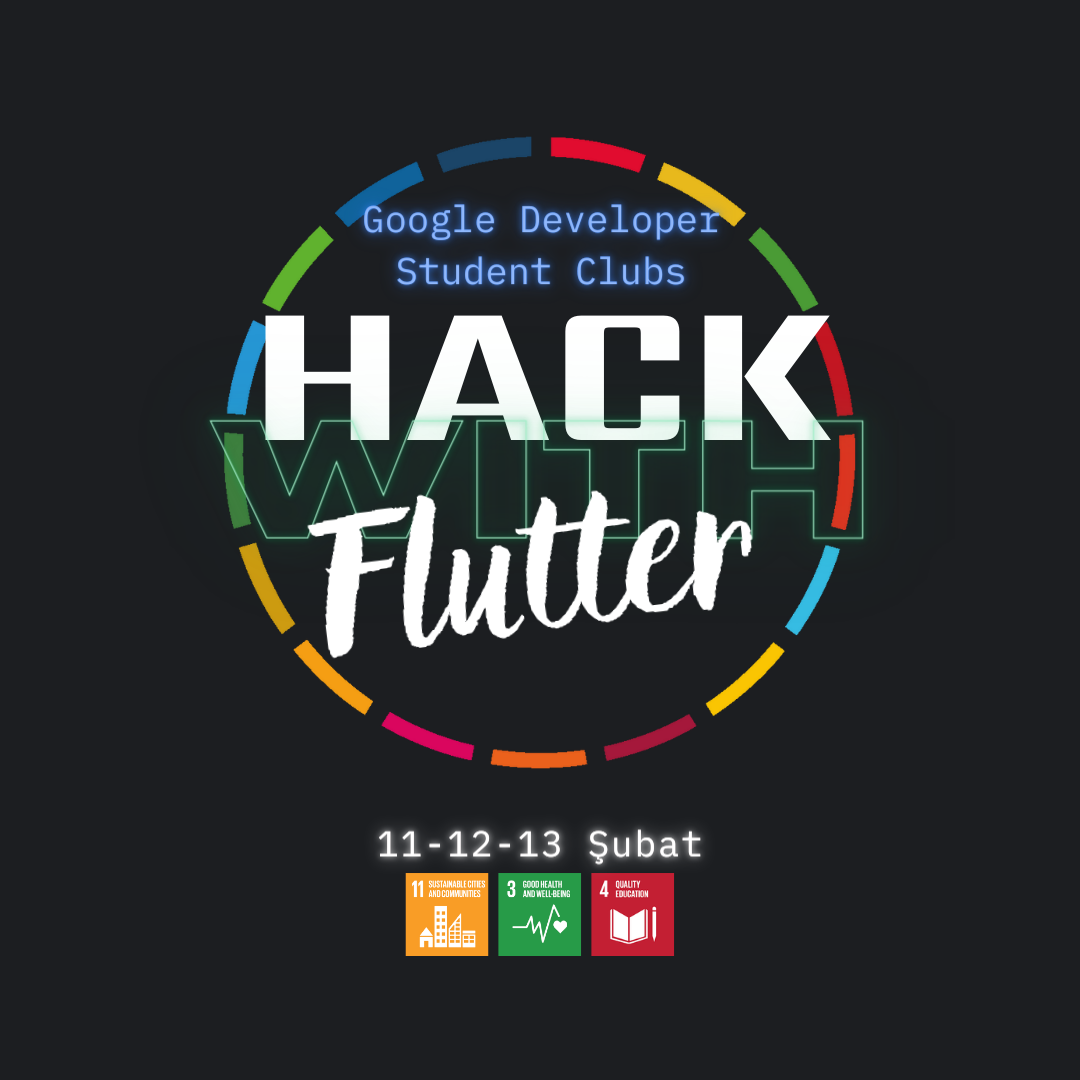 Google Developer
Student Clubs
HACK
WITH
Flutter
11-12-13 Şubat
11 SUSTAINABLE CITIES
AND COMMUNITIES
3 GOOD HEALTH
AND WELL-BEING
4 QUALITY
EDUCATION